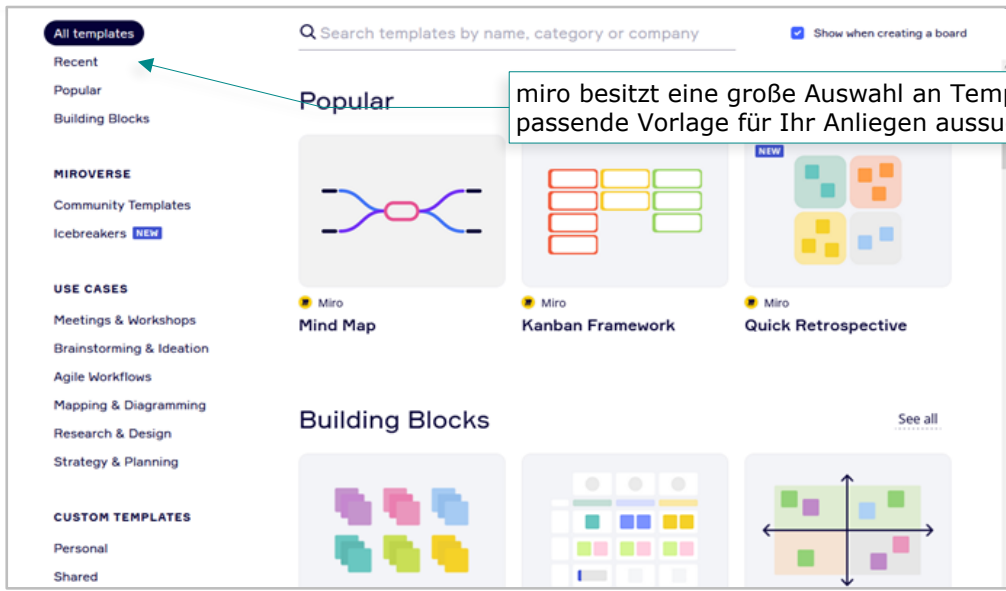 All templates
Recent
Popular
Building Blocks
MIROVERSE
Community Templates
Icebreakers NEW
USE CASES
Meetings & Workshops
Brainstorming & Ideation
Agile Workflows
Mapping & Diagramming
Research & Design
Strategy & Planning
CUSTOM TEMPLATES
Personal
Shared
Search templates by name, category or company
Show when creating a board
miro besitzt eine große Auswahl an
passende Vorlage für Ihr Anliegen
Popular
NEW
Miro
Mind Map
Miro
Kanban Framework
Miro
Quick Retrospective
Building Blocks
See all